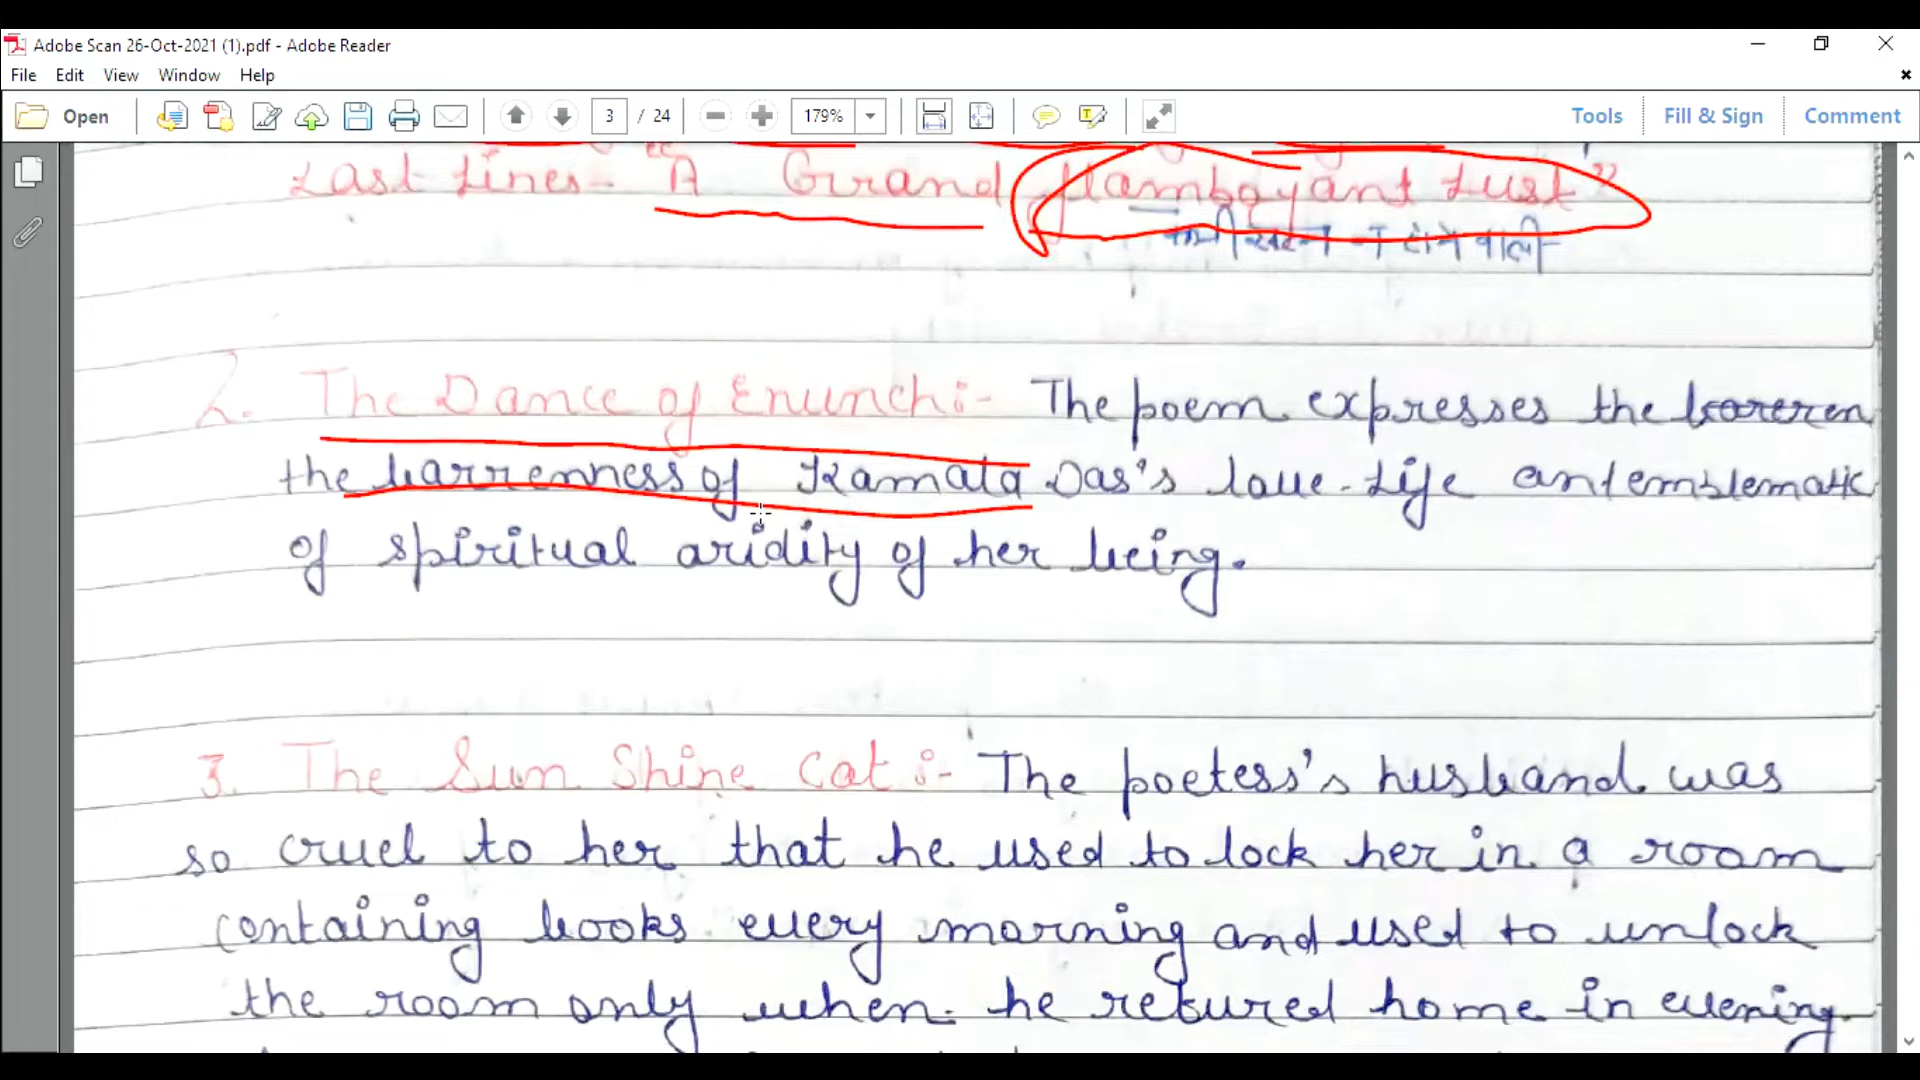 Adobe Scan 26-Oct-2021 (1).pdf - Adobe Reader
File Edit View Window Help
Open 3 / 24 179% Tools Fill & Sign Comment
Last Lines- "A Grand flamboyant Lust"
कभी खत्म न होने वाली
2. The Dance of Enunch:- The poem expresses the
the barrenness of Kamala Das's love-life and emblematic
of spiritual aridity of her being.
3. The Sun Shine Cat :- The poetess's husband was
so cruel to her that he used to lock her in a room
containing books every morning and used to unlock
the room only when he retured home in evening.